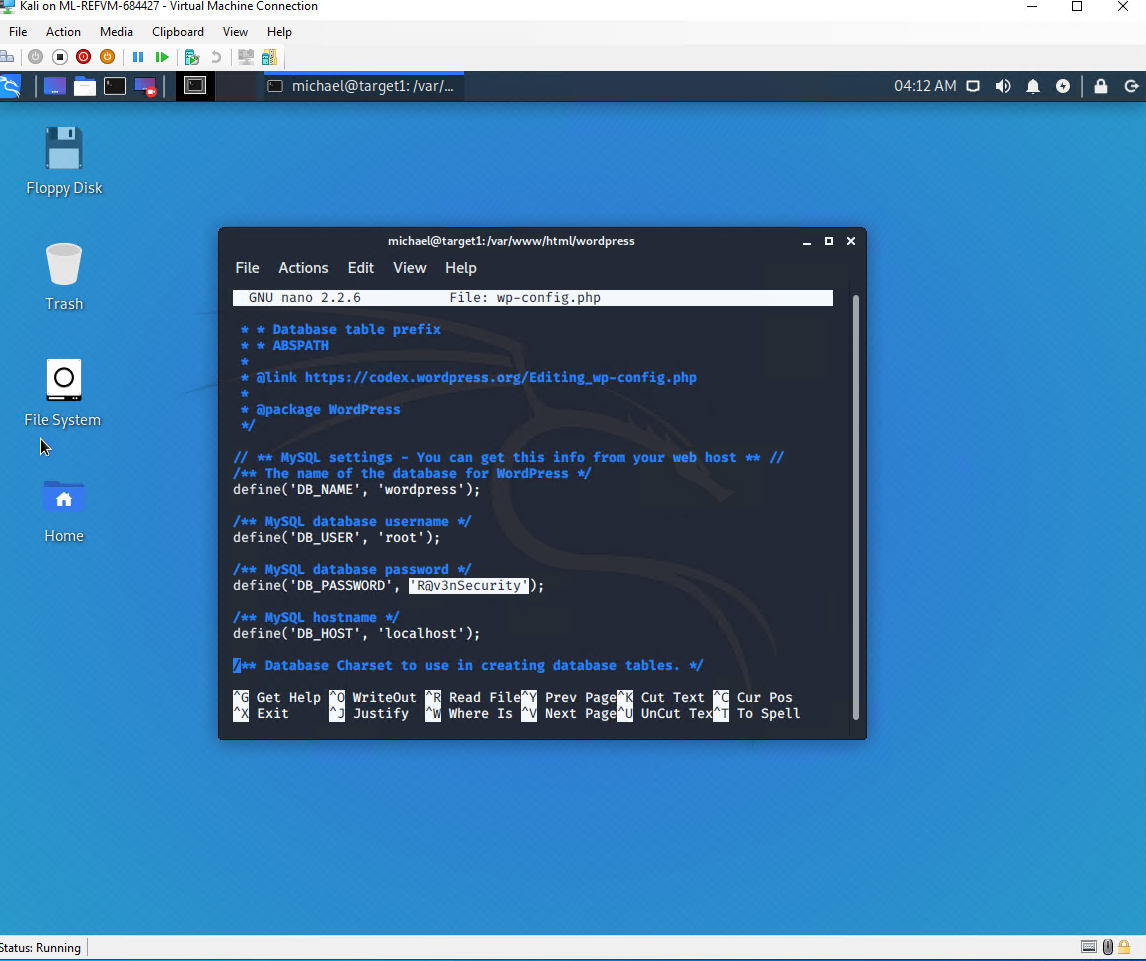 Kali on ML-REFVM-684427 - Virtual Machine Connection
File Action Media Clipboard View Help
michael@target1: /var/... 04:12 AM
Floppy Disk
Trash
File System
Home
michael@target1:/var/www/html/wordpress
File Actions Edit View Help
GNU nano 2.2.6 File: wp-config.php
* * Database table prefix
* * ABSPATH
*
* @link https://codex.wordpress.org/Editing_wp-config.php
*
* @package WordPress
*/
// ** MySQL settings - You can get this info from your web host ** //
/** The name of the database for WordPress */
define('DB_NAME', 'wordpress');
/** MySQL database username */
define('DB_USER', 'root');
/** MySQL database password */
define('DB_PASSWORD', 'R@v3nSecurity');
/** MySQL hostname */
define('DB_HOST', 'localhost');
/** Database Charset to use in creating database tables. */
^G Get Help ^O WriteOut ^R Read File ^Y Prev Page ^K Cut Text ^C Cur Pos
^X Exit ^J Justify ^W Where Is ^V Next Page ^U UnCut Tex ^T To Spell
Status: Running